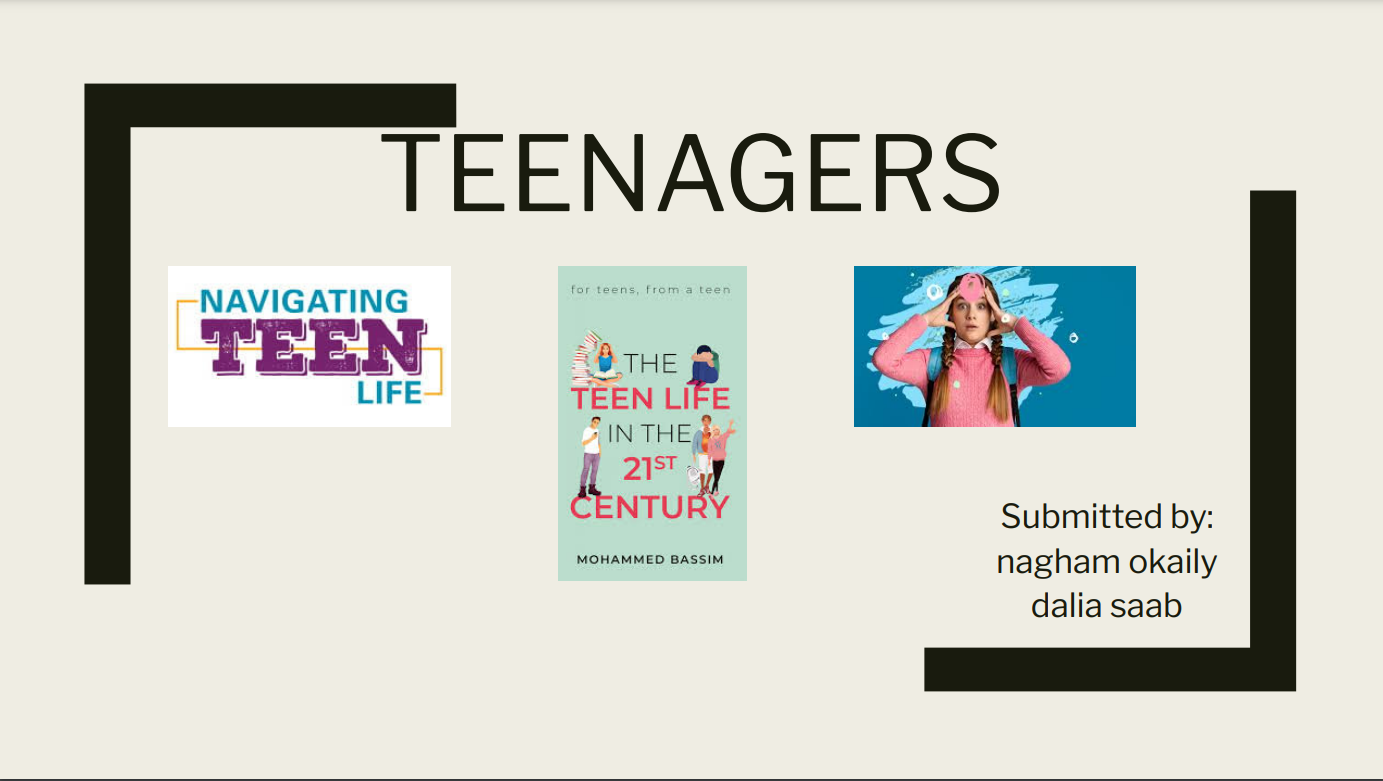 TEENAGERS
NAVIGATING
TEEN
LIFE
for teens, from a teen
THE
TEEN LIFE
IN THE
21ST
CENTURY
MOHAMMED BASSIM
Submitted by:
nagham okaily
dalia saab